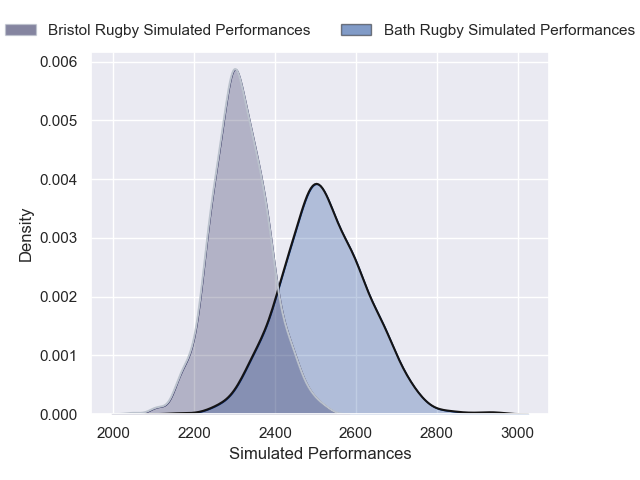 Bristol Rugby Simulated Performances Bath Rugby Simulated Performances
0.006
0.005
0.004
0.003
0.002
0.001
0.000
Density
2000 2200 2400 2600 2800 3000
Simulated Performances